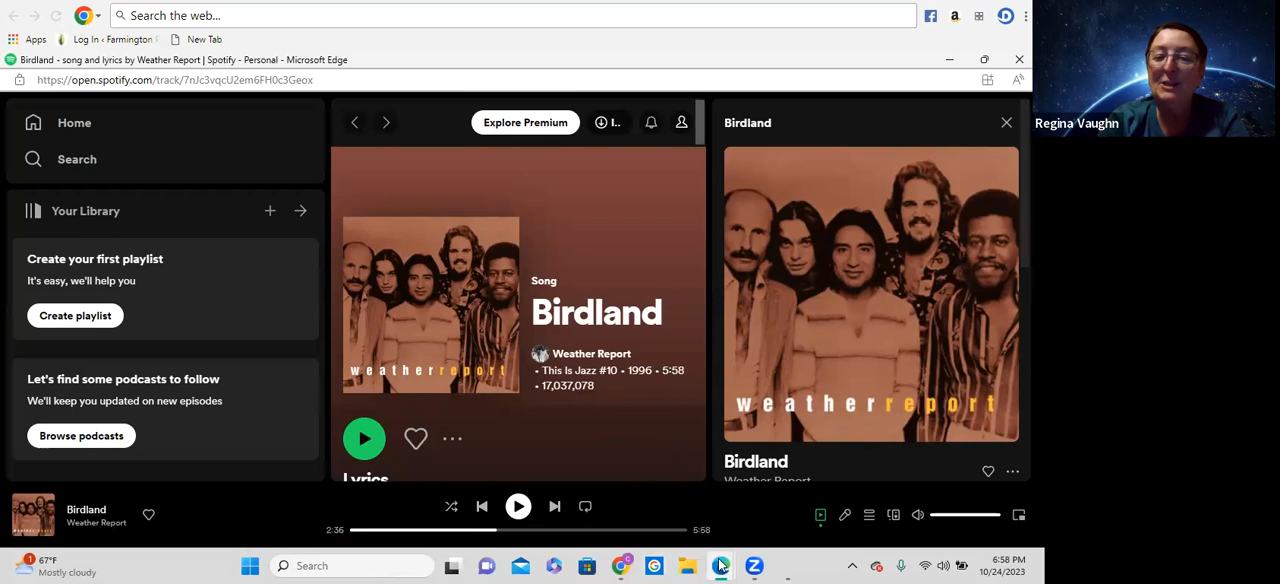 Search the web...
Apps
Log In ‹ Farmington
New Tab
Birdland - song and lyrics by Weather Report | Spotify - Personal - Microsoft Edge
https://open.spotify.com/track/7nJc3vqcU2em6FH0c3Geox
Regina Vaughn
Home
Search
Your Library
Create your first playlist
It's easy, we'll help you
Create playlist
Let's find some podcasts to follow
We'll keep you updated on new episodes
Browse podcasts
Explore Premium
I..
weatherreport
Song
Birdland
Weather Report
• This Is Jazz #10 • 1996 • 5:58
• 17,037,078
Lyrics
Birdland
weatherreport
Birdland
Weather Report
Birdland
Weather Report
2:36
5:58
1
67°F
Mostly cloudy
Search
6:58 PM
10/24/2023